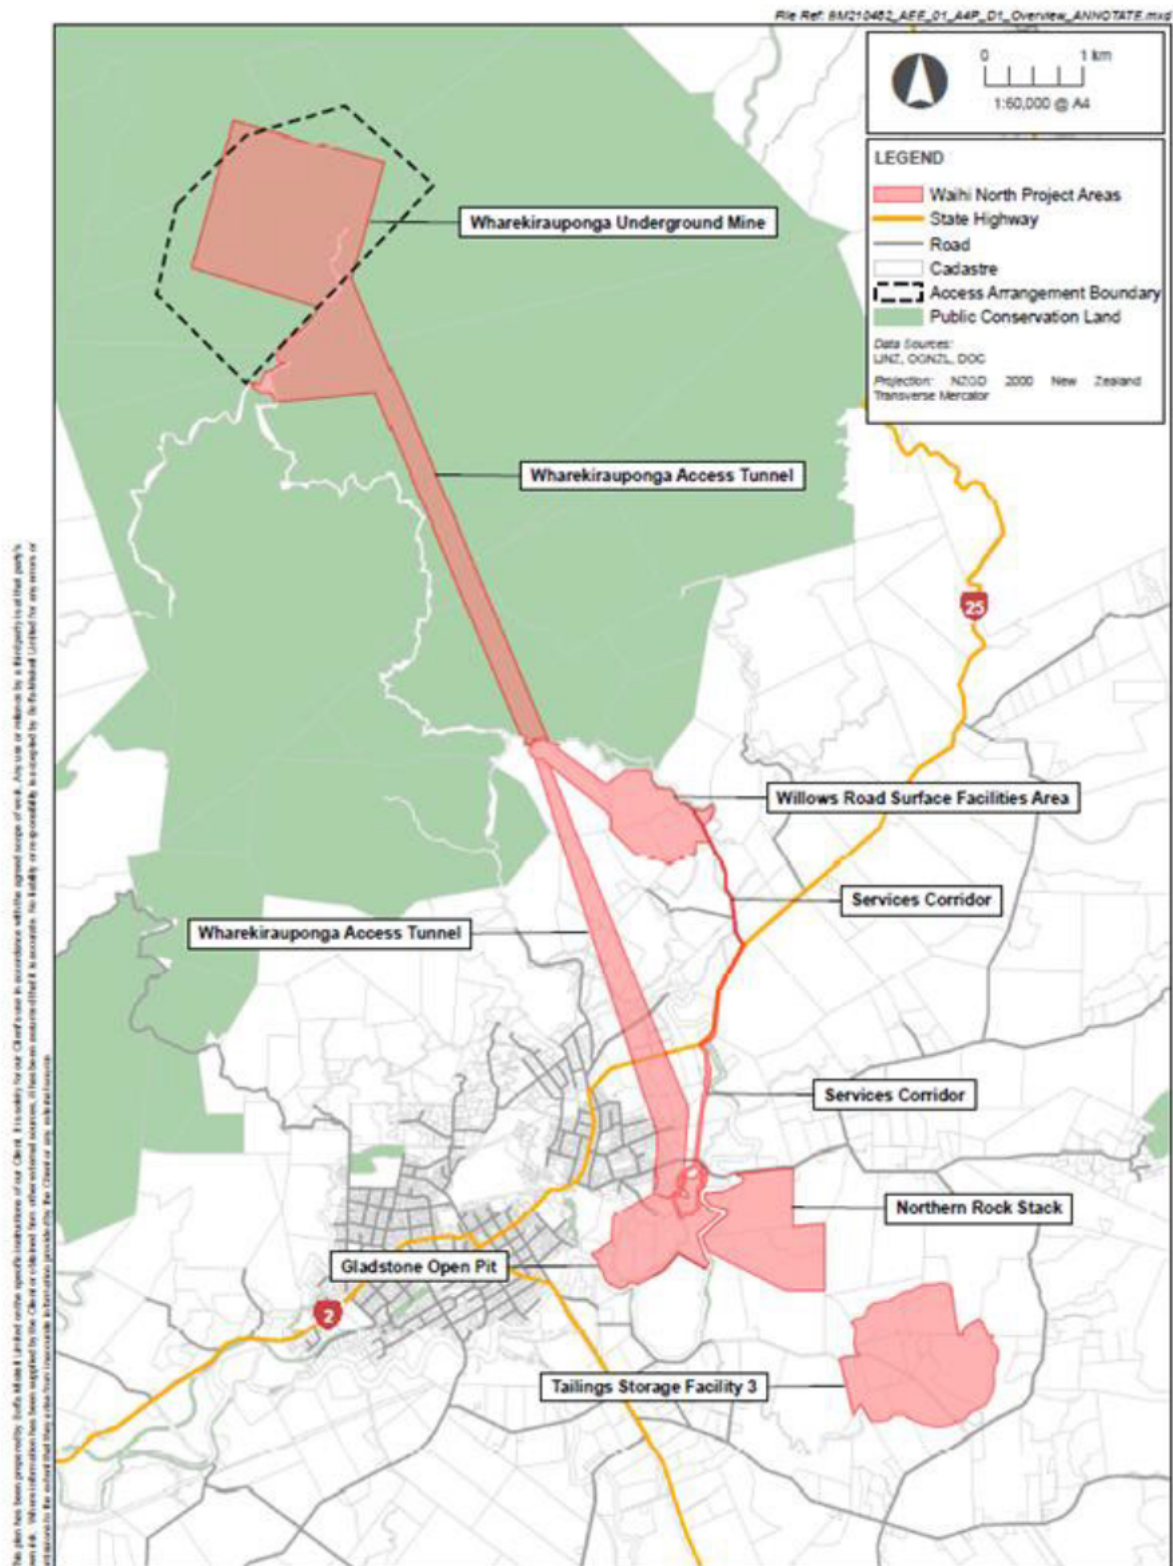 File Ref: BM210482_AEE_01_A4P_D1_Overview_ANNOTATE.mxd
0 1 km
1:60,000 @ A4
LEGEND
Waihi North Project Areas
State Highway
Road
Cadastre
Access Arrangement Boundary
Public Conservation Land
Data Sources:
LINZ, OGNZL, DOC
Projection: NZGD 2000 New Zealand
Transverse Mercator
Wharekirauponga Underground Mine
Wharekirauponga Access Tunnel
25
Willows Road Surface Facilities Area
Services Corridor
Wharekirauponga Access Tunnel
Services Corridor
Northern Rock Stack
Gladstone Open Pit
2
Tailings Storage Facility 3